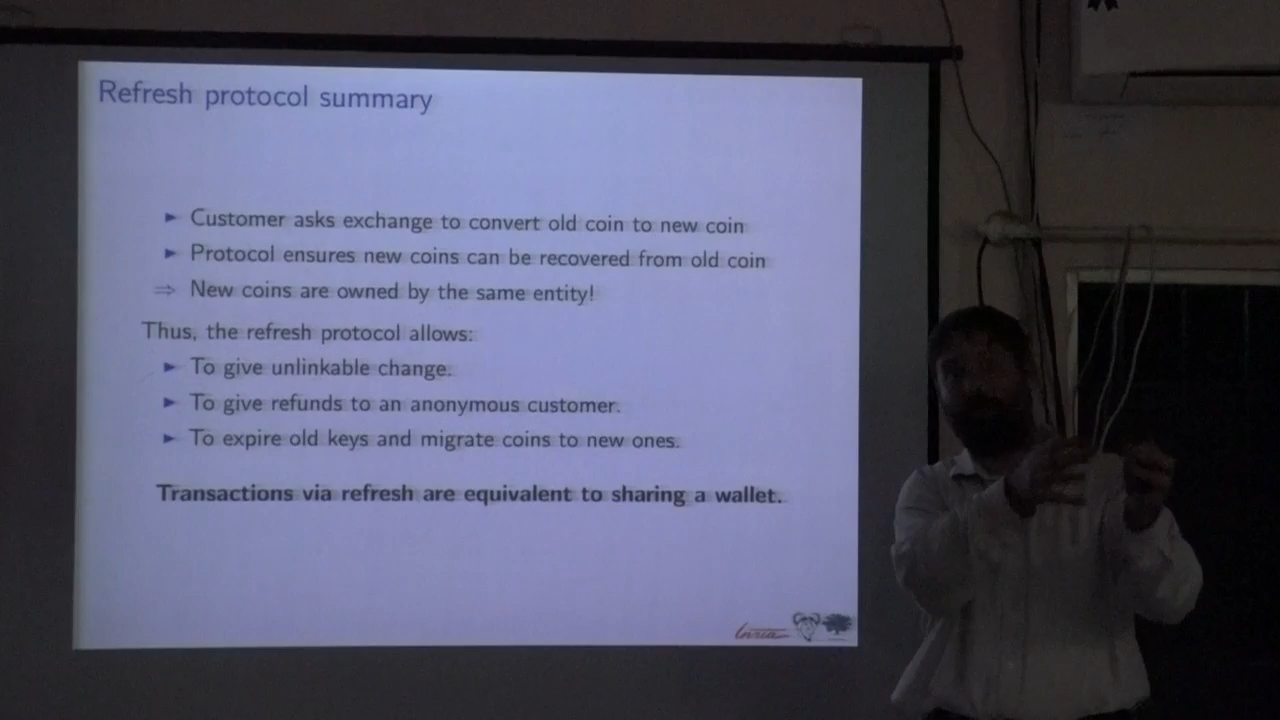 Refresh protocol summary
► Customer asks exchange to convert old coin to new coin
► Protocol ensures new coins can be recovered from old coin
⇒ New coins are owned by the same entity!
Thus, the refresh protocol allows:
► To give unlinkable change.
► To give refunds to an anonymous customer.
► To expire old keys and migrate coins to new ones.
Transactions via refresh are equivalent to sharing a wallet.
Inria